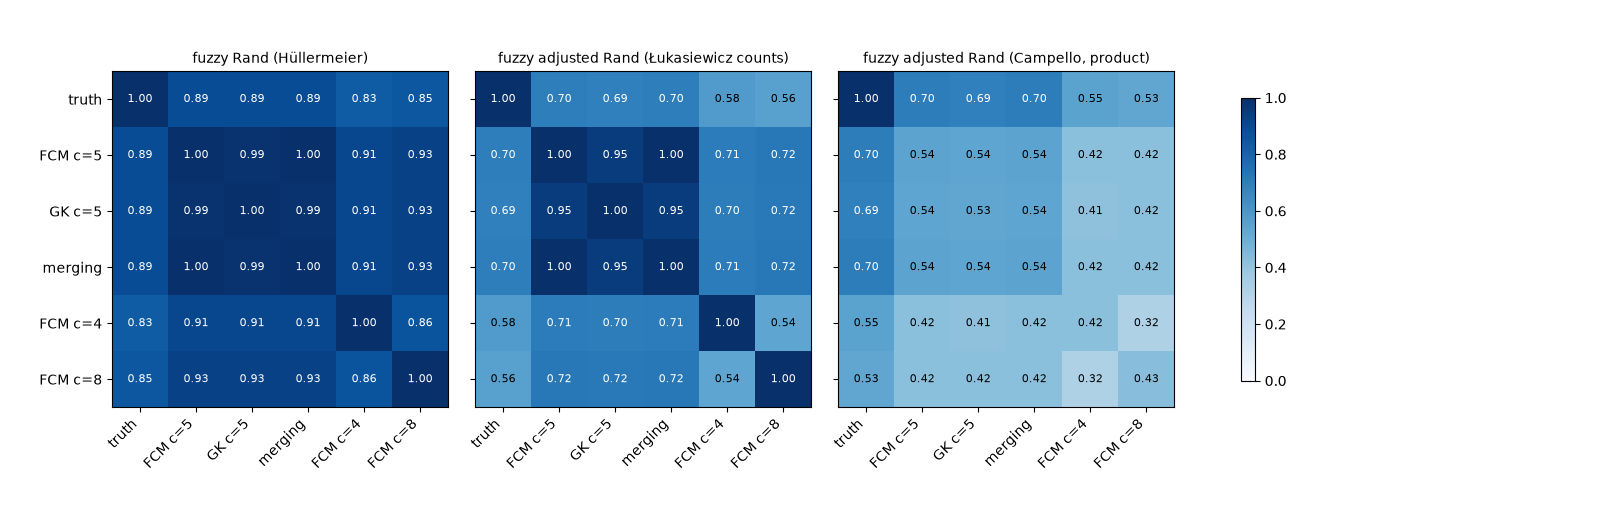 fuzzy Rand (Hüllermeier)
fuzzy adjusted Rand (Łukasiewicz counts)
fuzzy adjusted Rand (Campello, product)
truth
FCM c=5
GK c=5
merging
FCM c=4
FCM c=8
1.00 0.89 0.89 0.89 0.83 0.85
0.89 1.00 0.99 1.00 0.91 0.93
0.89 0.99 1.00 0.99 0.91 0.93
0.89 1.00 0.99 1.00 0.91 0.93
0.83 0.91 0.91 0.91 1.00 0.86
0.85 0.93 0.93 0.93 0.86 1.00
truth FCM c=5 GK c=5 merging FCM c=4 FCM c=8
1.00 0.70 0.69 0.70 0.58 0.56
0.70 1.00 0.95 1.00 0.71 0.72
0.69 0.95 1.00 0.95 0.70 0.72
0.70 1.00 0.95 1.00 0.71 0.72
0.58 0.71 0.70 0.71 1.00 0.54
0.56 0.72 0.72 0.72 0.54 1.00
truth FCM c=5 GK c=5 merging FCM c=4 FCM c=8
1.00 0.70 0.69 0.70 0.55 0.53
0.70 0.54 0.54 0.54 0.42 0.42
0.69 0.54 0.53 0.54 0.41 0.42
0.70 0.54 0.54 0.54 0.42 0.42
0.55 0.42 0.41 0.42 0.42 0.32
0.53 0.42 0.42 0.42 0.32 0.43
truth FCM c=5 GK c=5 merging FCM c=4 FCM c=8
1.0
0.8
0.6
0.4
0.2
0.0